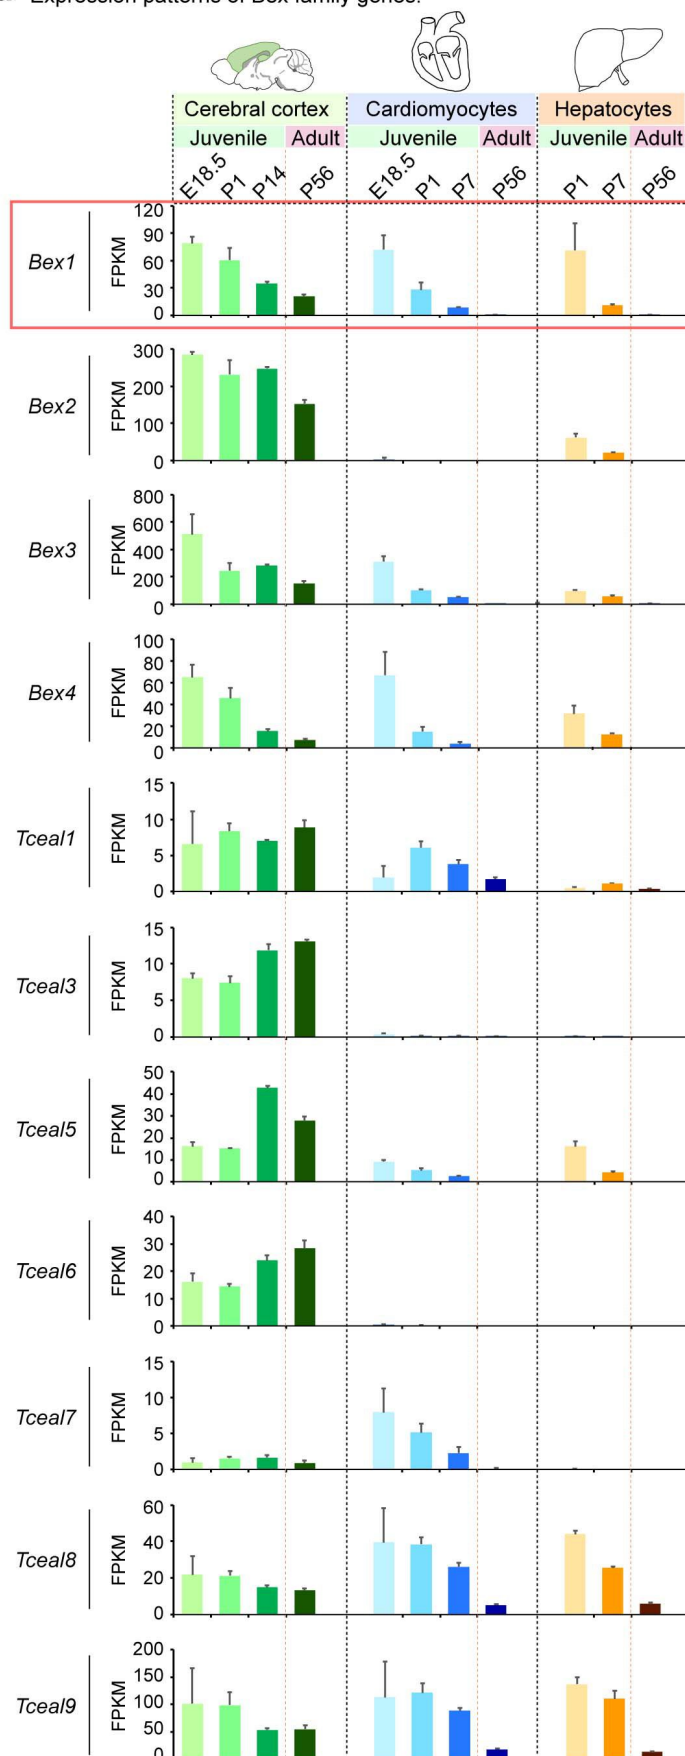 Expression patterns of Bex family genes.
Cerebral cortex Cardiomyocytes Hepatocytes
Juvenile Adult Juvenile Adult Juvenile Adult
E18.5 P1 P14 P56 E18.5 P1 P7 P56 P1 P7 P56
Bex1 FPKM 120 90 60 30 0
Bex2 FPKM 300 200 100 0
Bex3 FPKM 800 600 400 200 0
Bex4 FPKM 100 80 60 40 20 0
Tceal1 FPKM 15 10 5 0
Tceal3 FPKM 15 10 5 0
Tceal5 FPKM 50 40 30 20 10 0
Tceal6 FPKM 40 30 20 10 0
Tceal7 FPKM 15 10 5 0
Tceal8 FPKM 60 40 20 0
Tceal9 FPKM 200 150 100 50 0